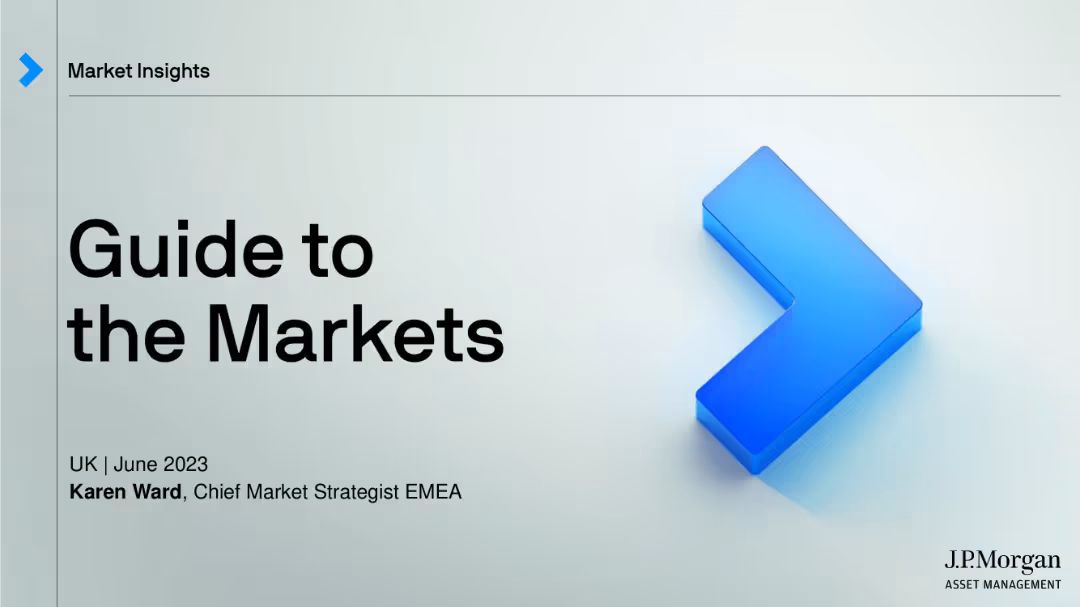 Market Insights
Guide to
the Markets
UK | June 2023
Karen Ward, Chief Market Strategist EMEA
J.P.Morgan
ASSET MANAGEMENT